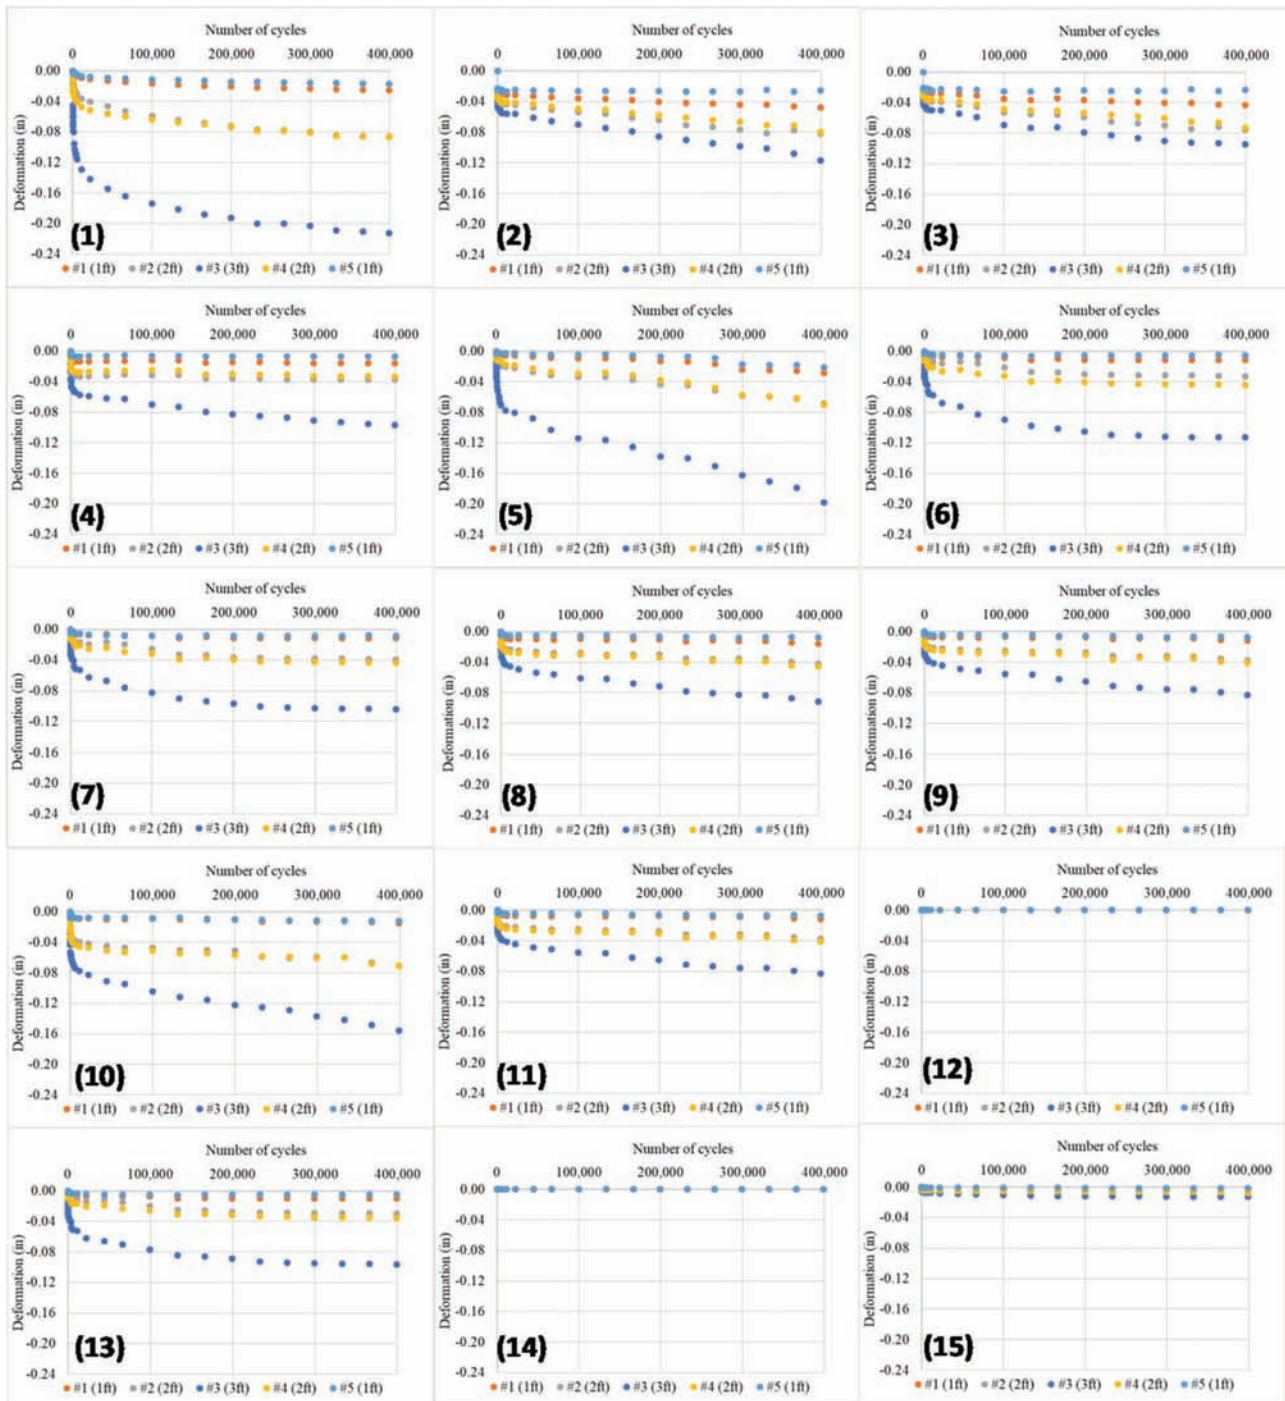 Number of cycles
0 100,000 200,000 300,000 400,000
Deformation (in)
0.00
-0.04
-0.08
-0.12
-0.16
-0.20
-0.24
(1)
#1 (1ft) #2 (2ft) #3 (3ft) #4 (2ft) #5 (1ft)
Number of cycles
0 100,000 200,000 300,000 400,000
Deformation (in)
0.00
-0.04
-0.08
-0.12
-0.16
-0.20
-0.24
(2)
#1 (1ft) #2 (2ft) #3 (3ft) #4 (2ft) #5 (1ft)
Number of cycles
0 100,000 200,000 300,000 400,000
Deformation (in)
0.00
-0.04
-0.08
-0.12
-0.16
-0.20
-0.24
(3)
#1 (1ft) #2 (2ft) #3 (3ft) #4 (2ft) #5 (1ft)
Number of cycles
0 100,000 200,000 300,000 400,000
Deformation (in)
0.00
-0.04
-0.08
-0.12
-0.16
-0.20
-0.24
(4)
#1 (1ft) #2 (2ft) #3 (3ft) #4 (2ft) #5 (1ft)
Number of cycles
0 100,000 200,000 300,000 400,000
Deformation (in)
0.00
-0.04
-0.08
-0.12
-0.16
-0.20
-0.24
(5)
#1 (1ft) #2 (2ft) #3 (3ft) #4 (2ft) #5 (1ft)
Number of cycles
0 100,000 200,000 300,000 400,000
Deformation (in)
0.00
-0.04
-0.08
-0.12
-0.16
-0.20
-0.24
(6)
#1 (1ft) #2 (2ft) #3 (3ft) #4 (2ft) #5 (1ft)
Number of cycles
0 100,000 200,000 300,000 400,000
Deformation (in)
0.00
-0.04
-0.08
-0.12
-0.16
-0.20
-0.24
(7)
#1 (1ft) #2 (2ft) #3 (3ft) #4 (2ft) #5 (1ft)
Number of cycles
0 100,000 200,000 300,000 400,000
Deformation (in)
0.00
-0.04
-0.08
-0.12
-0.16
-0.20
-0.24
(8)
#1 (1ft) #2 (2ft) #3 (3ft) #4 (2ft) #5 (1ft)
Number of cycles
0 100,000 200,000 300,000 400,000
Deformation (in)
0.00
-0.04
-0.08
-0.12
-0.16
-0.20
-0.24
(9)
#1 (1ft) #2 (2ft) #3 (3ft) #4 (2ft) #5 (1ft)
Number of cycles
0 100,000 200,000 300,000 400,000
Deformation (in)
0.00
-0.04
-0.08
-0.12
-0.16
-0.20
-0.24
(10)
#1 (1ft) #2 (2ft) #3 (3ft) #4 (2ft) #5 (1ft)
Number of cycles
0 100,000 200,000 300,000 400,000
Deformation (in)
0.00
-0.04
-0.08
-0.12
-0.16
-0.20
-0.24
(11)
#1 (1ft) #2 (2ft) #3 (3ft) #4 (2ft) #5 (1ft)
Number of cycles
0 100,000 200,000 300,000 400,000
Deformation (in)
0.00
-0.04
-0.08
-0.12
-0.16
-0.20
-0.24
(12)
#1 (1ft) #2 (2ft) #3 (3ft) #4 (2ft) #5 (1ft)
Number of cycles
0 100,000 200,000 300,000 400,000
Deformation (in)
0.00
-0.04
-0.08
-0.12
-0.16
-0.20
-0.24
(13)
#1 (1ft) #2 (2ft) #3 (3ft) #4 (2ft) #5 (1ft)
Number of cycles
0 100,000 200,000 300,000 400,000
Deformation (in)
0.00
-0.04
-0.08
-0.12
-0.16
-0.20
-0.24
(14)
#1 (1ft) #2 (2ft) #3 (3ft) #4 (2ft) #5 (1ft)
Number of cycles
0 100,000 200,000 300,000 400,000
Deformation (in)
0.00
-0.04
-0.08
-0.12
-0.16
-0.20
-0.24
(15)
#1 (1ft) #2 (2ft) #3 (3ft) #4 (2ft) #5 (1ft)